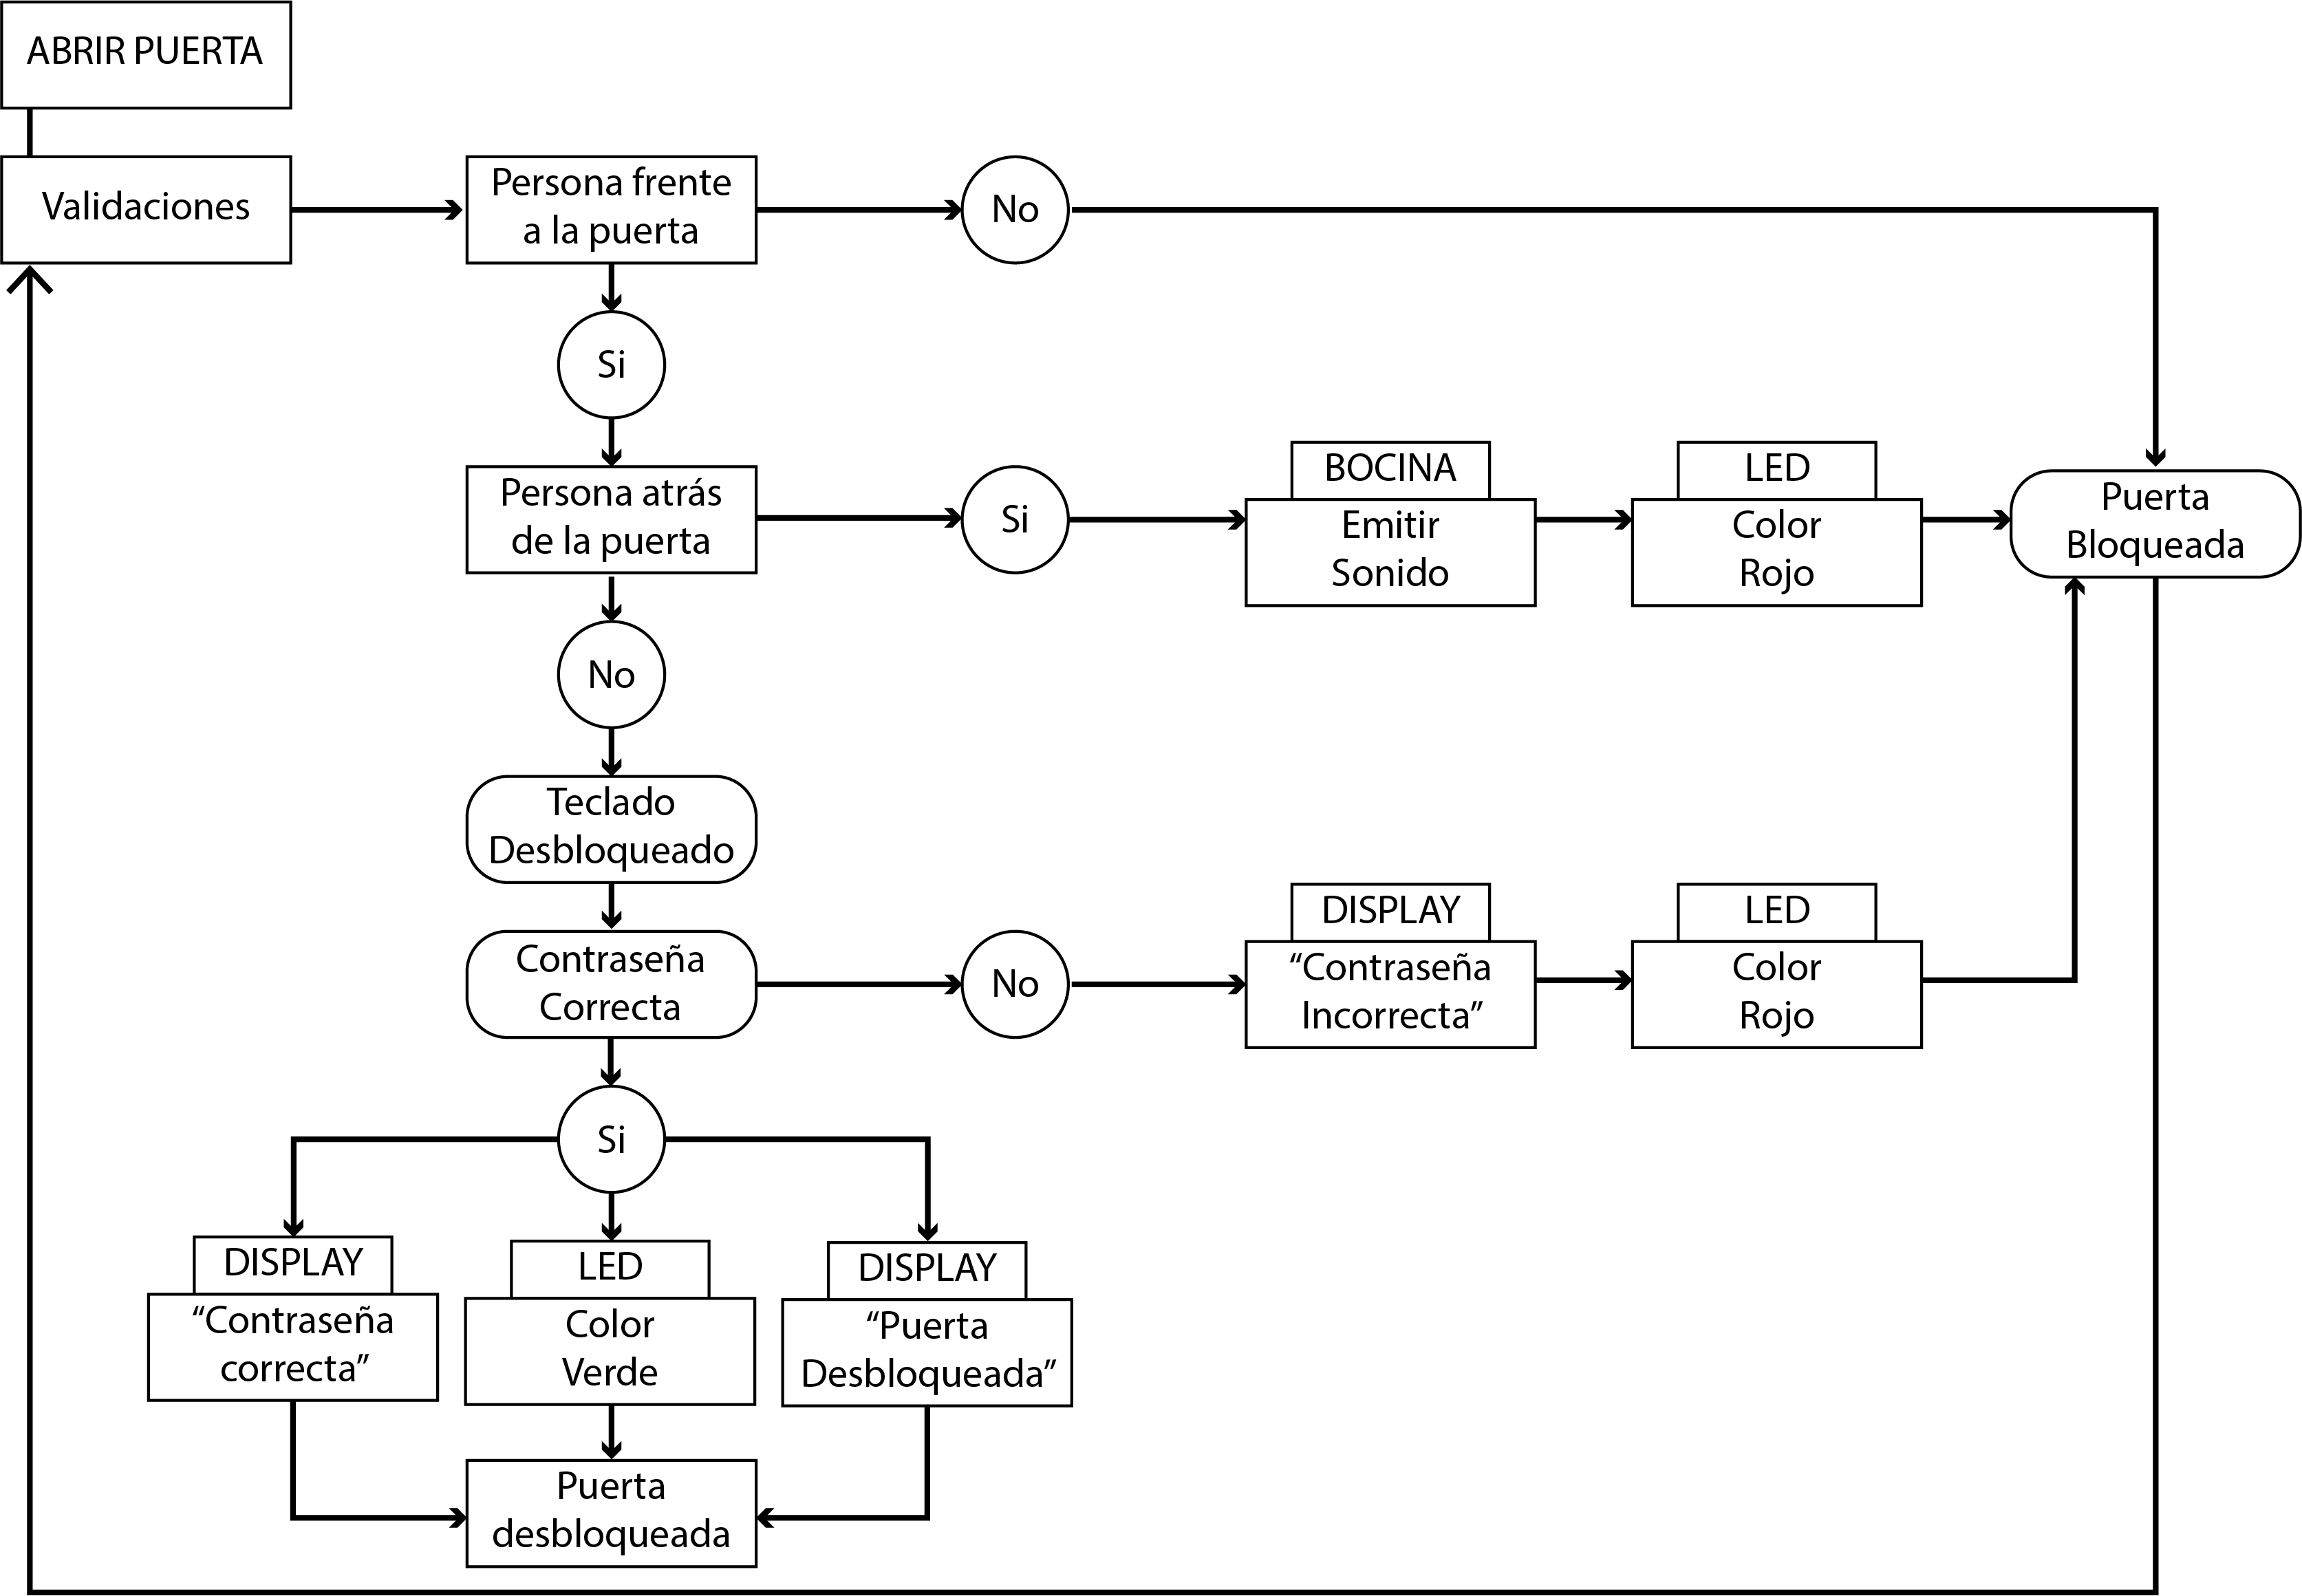 ABRIR PUERTA
Validaciones
Persona frente
a la puerta
No
Si
Persona atrás
de la puerta
Si
BOCINA
Emitir
Sonido
LED
Color
Rojo
Puerta
Bloqueada
No
Teclado
Desbloqueado
Contraseña
Correcta
No
DISPLAY
“Contraseña
Incorrecta”
LED
Color
Rojo
Si
DISPLAY
“Contraseña
correcta”
LED
Color
Verde
DISPLAY
“Puerta
Desbloqueada”
Puerta
desbloqueada